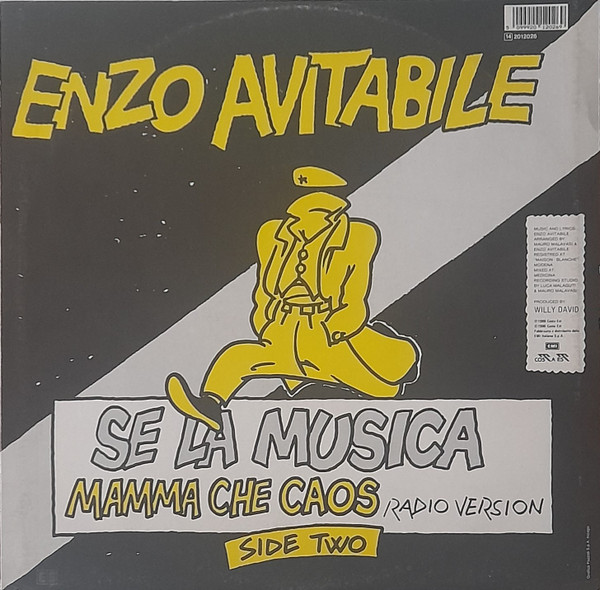 14 2012026
ENZO AVITABILE
MUSIC AND LYRICS:
ENZO AVITABILE
ARRANGED BY:
MAURO MALAVASI &
ENZO AVITABILE
REGISTRED AT
"MAISON BLANCHE"
MODENA
MIXED AT:
MEDICINA
RECORDING STUDIO
BY LUCA MALAGUTI
& MAURO MALAVASI
PRODUCED BY:
WILLY DAVID
EMI
SE LA MUSICA
MAMMA CHE CAOS RADIO VERSION
SIDE TWO